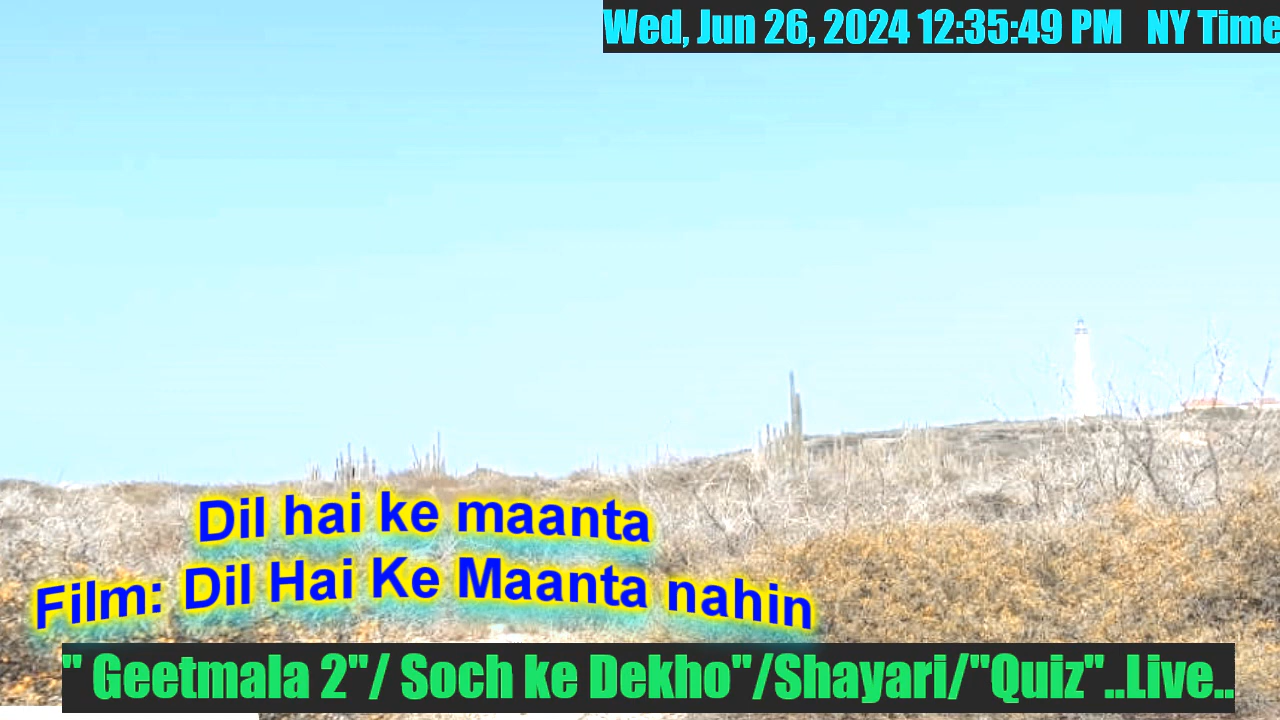 Wed, Jun 26, 2024 12:35:49 PM NY Time
Dil hai ke maanta
Film: Dil Hai Ke Maanta nahin
" Geetmala 2"/ Soch ke Dekho"/Shayari/"Quiz"..Live..